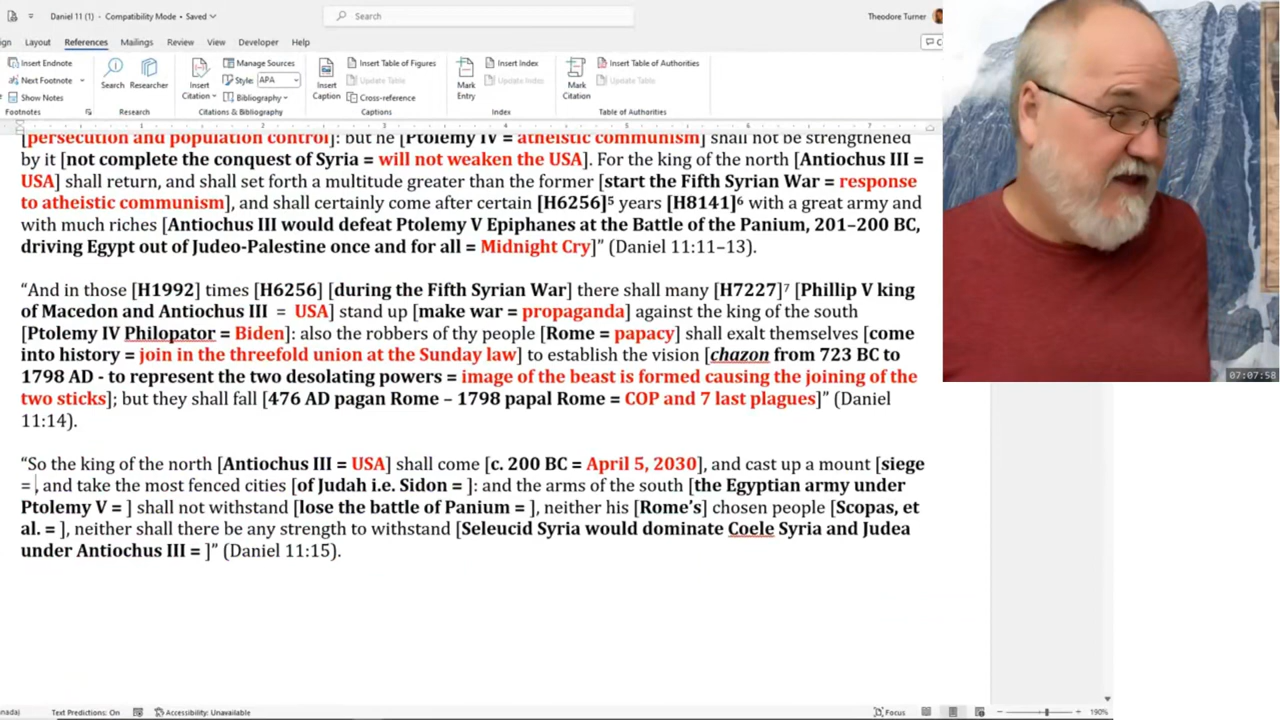 Daniel 11 (1) - Compatibility Mode • Saved
Search
Theodore Turner
ign Layout References Mailings Review View Developer Help
Insert Endnote
Next Footnote
Show Notes
Footnotes
Search
Researcher
Research
Insert Citation
Manage Sources
Style: APA
Bibliography
Citations & Bibliography
Insert Caption
Insert Table of Figures
Update Table
Cross-reference
Captions
Mark Entry
Insert Index
Update Index
Index
Mark Citation
Insert Table of Authorities
Update Table
Table of Authorities
1 2 3 4 5 6 7
[persecution and population control]: but he [Ptolemy IV = atheistic communism] shall not be strengthened
by it [not complete the conquest of Syria = will not weaken the USA]. For the king of the north [Antiochus III =
USA] shall return, and shall set forth a multitude greater than the former [start the Fifth Syrian War = response
to atheistic communism], and shall certainly come after certain [H6256]⁵ years [H8141]⁶ with a great army and
with much riches [Antiochus III would defeat Ptolemy V Epiphanes at the Battle of the Panium, 201–200 BC,
driving Egypt out of Judeo-Palestine once and for all = Midnight Cry]” (Daniel 11:11–13).
“And in those [H1992] times [H6256] [during the Fifth Syrian War] there shall many [H7227]⁷ [Phillip V king
of Macedon and Antiochus III = USA] stand up [make war = propaganda] against the king of the south
[Ptolemy IV Philopator = Biden]: also the robbers of thy people [Rome = papacy] shall exalt themselves [come
into history = join in the threefold union at the Sunday law] to establish the vision [chazon from 723 BC to
1798 AD - to represent the two desolating powers = image of the beast is formed causing the joining of the
two sticks]; but they shall fall [476 AD pagan Rome – 1798 papal Rome = COP and 7 last plagues]” (Daniel
11:14).
“So the king of the north [Antiochus III = USA] shall come [c. 200 BC = April 5, 2030], and cast up a mount [siege
= , and take the most fenced cities [of Judah i.e. Sidon = ]: and the arms of the south [the Egyptian army under
Ptolemy V = ] shall not withstand [lose the battle of Panium = ], neither his [Rome’s] chosen people [Scopas, et
al. = ], neither shall there be any strength to withstand [Seleucid Syria would dominate Coele Syria and Judea
under Antiochus III = ]” (Daniel 11:15).
07:07:58
nada) Text Predictions: On Accessibility: Unavailable Focus 190%